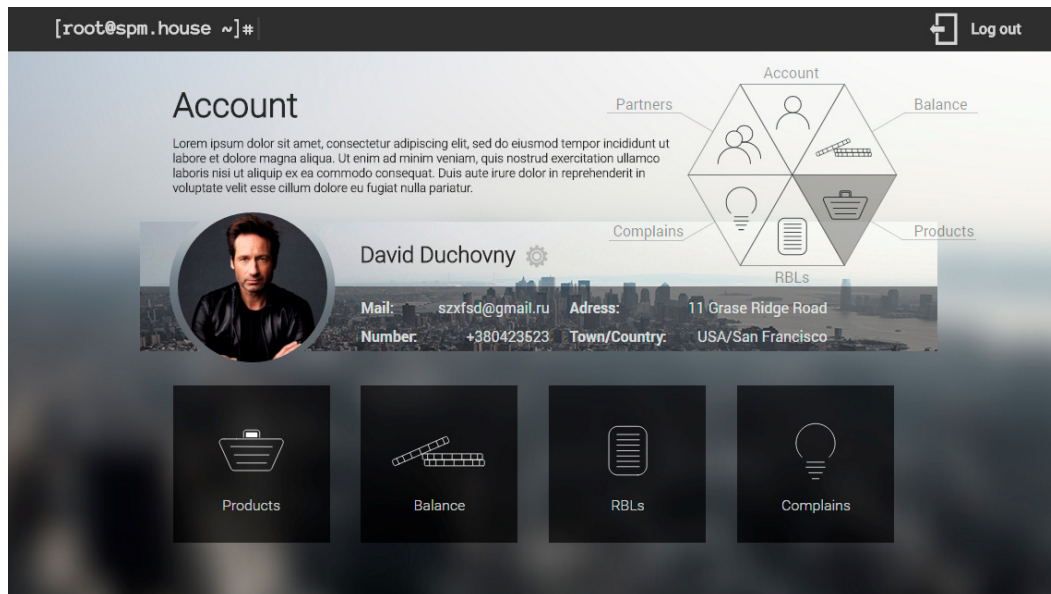 [root@spm.house ~]#
Log out
Account
Lorem ipsum dolor sit amet, consectetur adipiscing elit, sed do eiusmod tempor incididunt ut
labore et dolore magna aliqua. Ut enim ad minim veniam, quis nostrud exercitation ullamco
laboris nisi ut aliquip ex ea commodo consequat. Duis aute irure dolor in reprehenderit in
voluptate velit esse cillum dolore eu fugiat nulla pariatur.
Account
Partners
Balance
Complains
Products
RBLs
David Duchovny
Mail: szxfsd@gmail.ru Adress: 11 Grase Ridge Road
Number: +380423523 Town/Country: USA/San Francisco
Products
Balance
RBLs
Complains